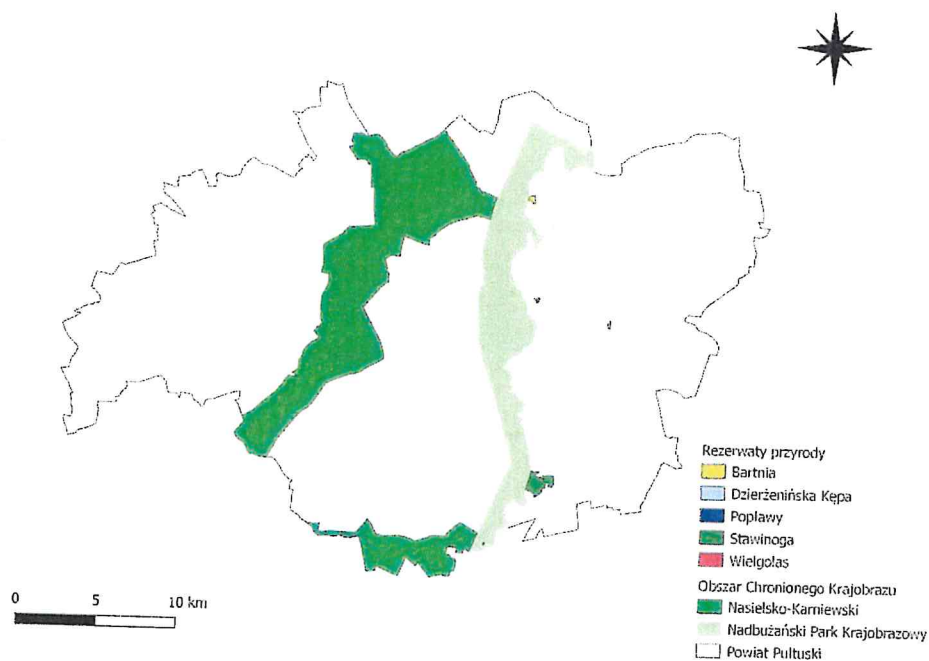 Rezerwaty przyrody
Bartnia
Dzierżenińska Kępa
Popławy
Stawinoga
Wielgolas
Obszar Chronionego Krajobrazu
Nasielsko-Karniewski
Nadbużański Park Krajobrazowy
Powiat Pułtuski
0 5 10 km